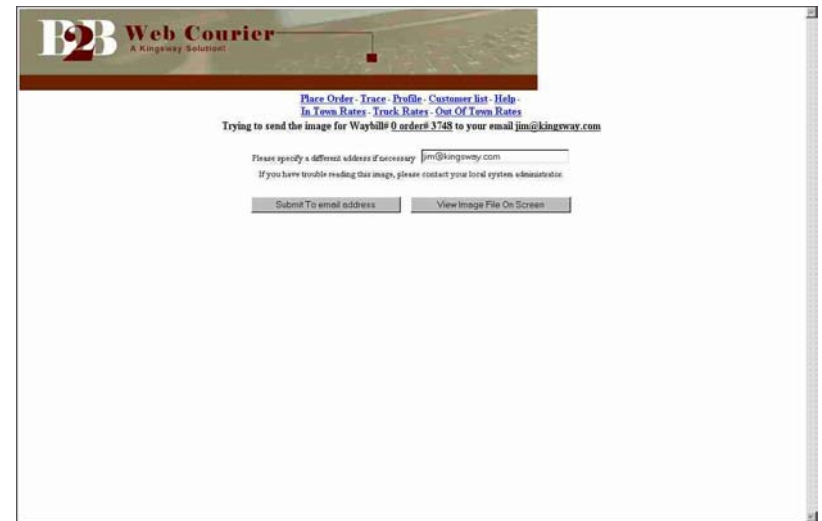 B2B Web Courier
A Kingsway Solution!
Place Order - Trace - Profile - Customer list - Help -
In Town Rates - Truck Rates - Out Of Town Rates
Trying to send the image for Waybill# 0 order# 3748 to your email jim@kingsway.com
Please specify a different address if necessary jim@kingsway.com
If you have trouble reading this image, please contact your local system administrator.
Submit To email address View Image File On Screen